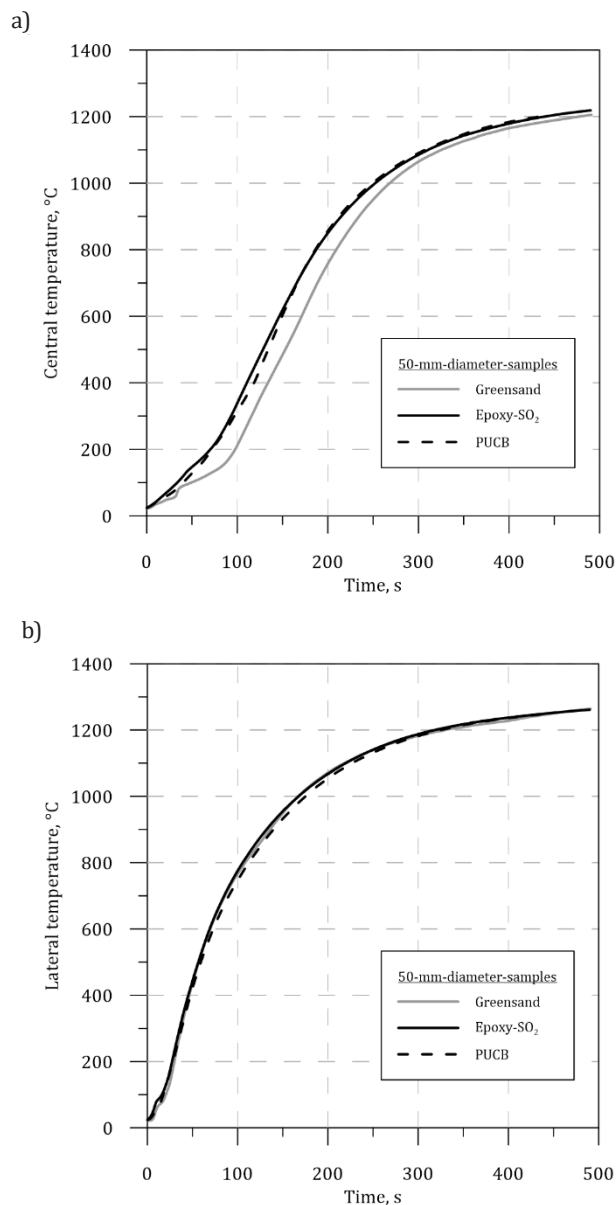 a)
1400
1200
1000
800
600
400
200
0
Central temperature, °C
50-mm-diameter-samples
Greensand
Epoxy-SO₂
PUCB
0 100 200 300 400 500
Time, s
b)
1400
1200
1000
800
600
400
200
0
Lateral temperature, °C
50-mm-diameter-samples
Greensand
Epoxy-SO₂
PUCB
0 100 200 300 400 500
Time, s